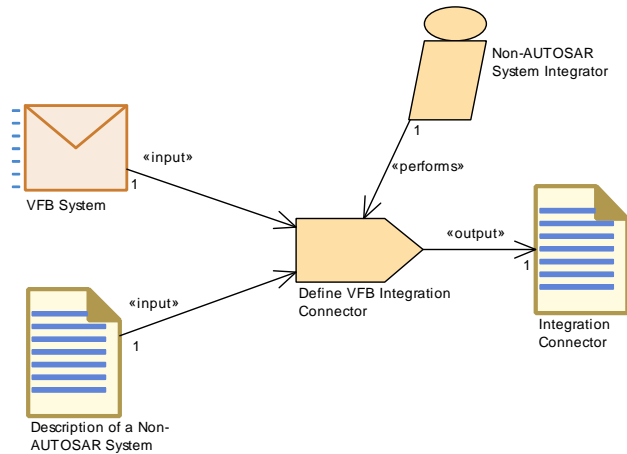 Non-AUTOSAR
System Integrator
1
«input»
«performs»
1
VFB System
«output»
«input»
1
Define VFB Integration
Connector
1
Integration
Connector
Description of a Non-
AUTOSAR System